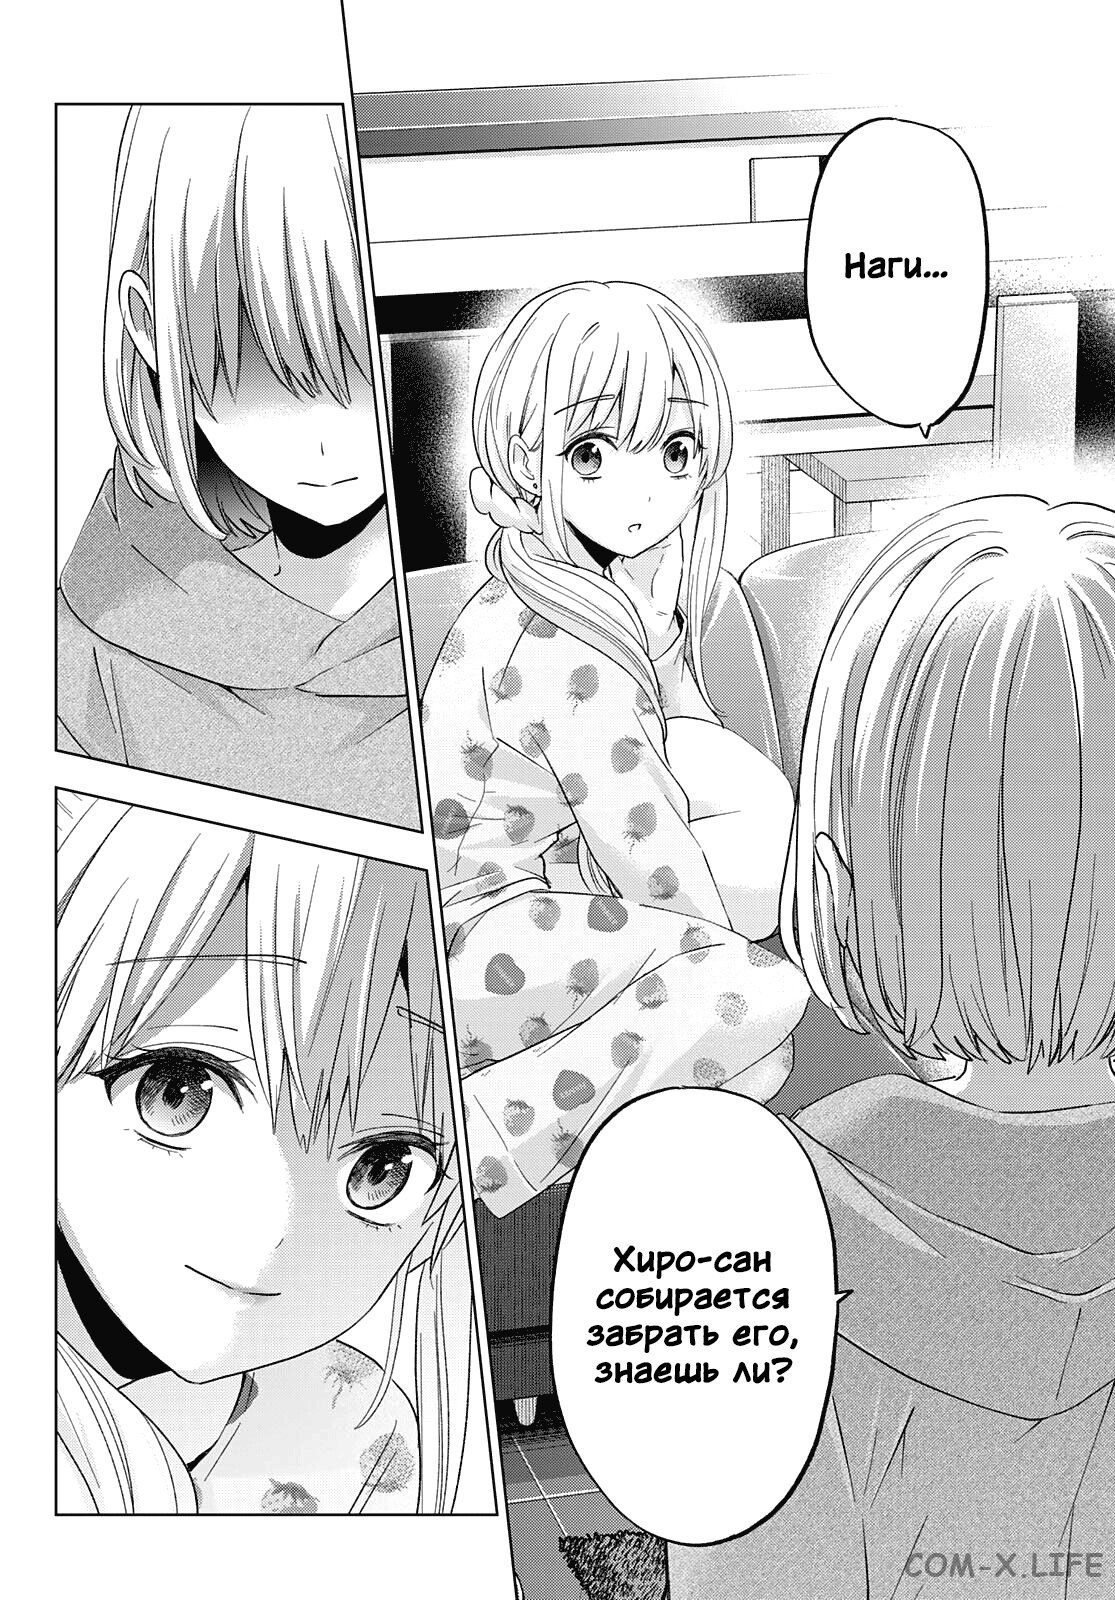 Наги...
Хиро-сан
собирается
забрать его,
знаешь ли?
COM-X.LIFE